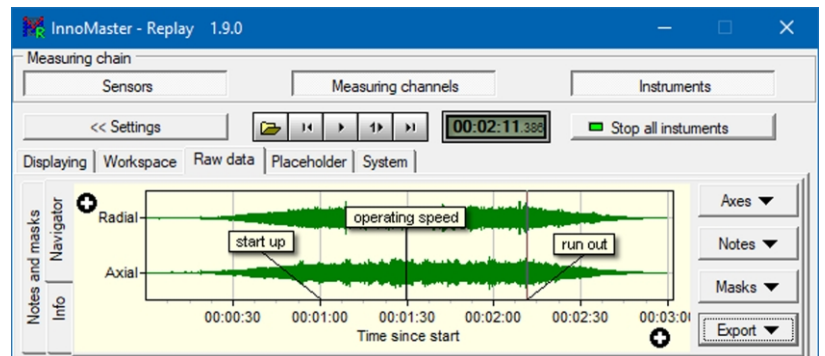 InnoMaster - Replay 1.9.0
Measuring chain
Sensors
Measuring channels
Instruments
<< Settings
00:02:11.386
Stop all instuments
Displaying
Workspace
Raw data
Placeholder
System
Notes and masks
Navigator
Info
Radial
Axial
operating speed
start up
run out
00:00:30
00:01:00
00:01:30
00:02:00
00:02:30
00:03:0
Time since start
Axes
Notes
Masks
Export